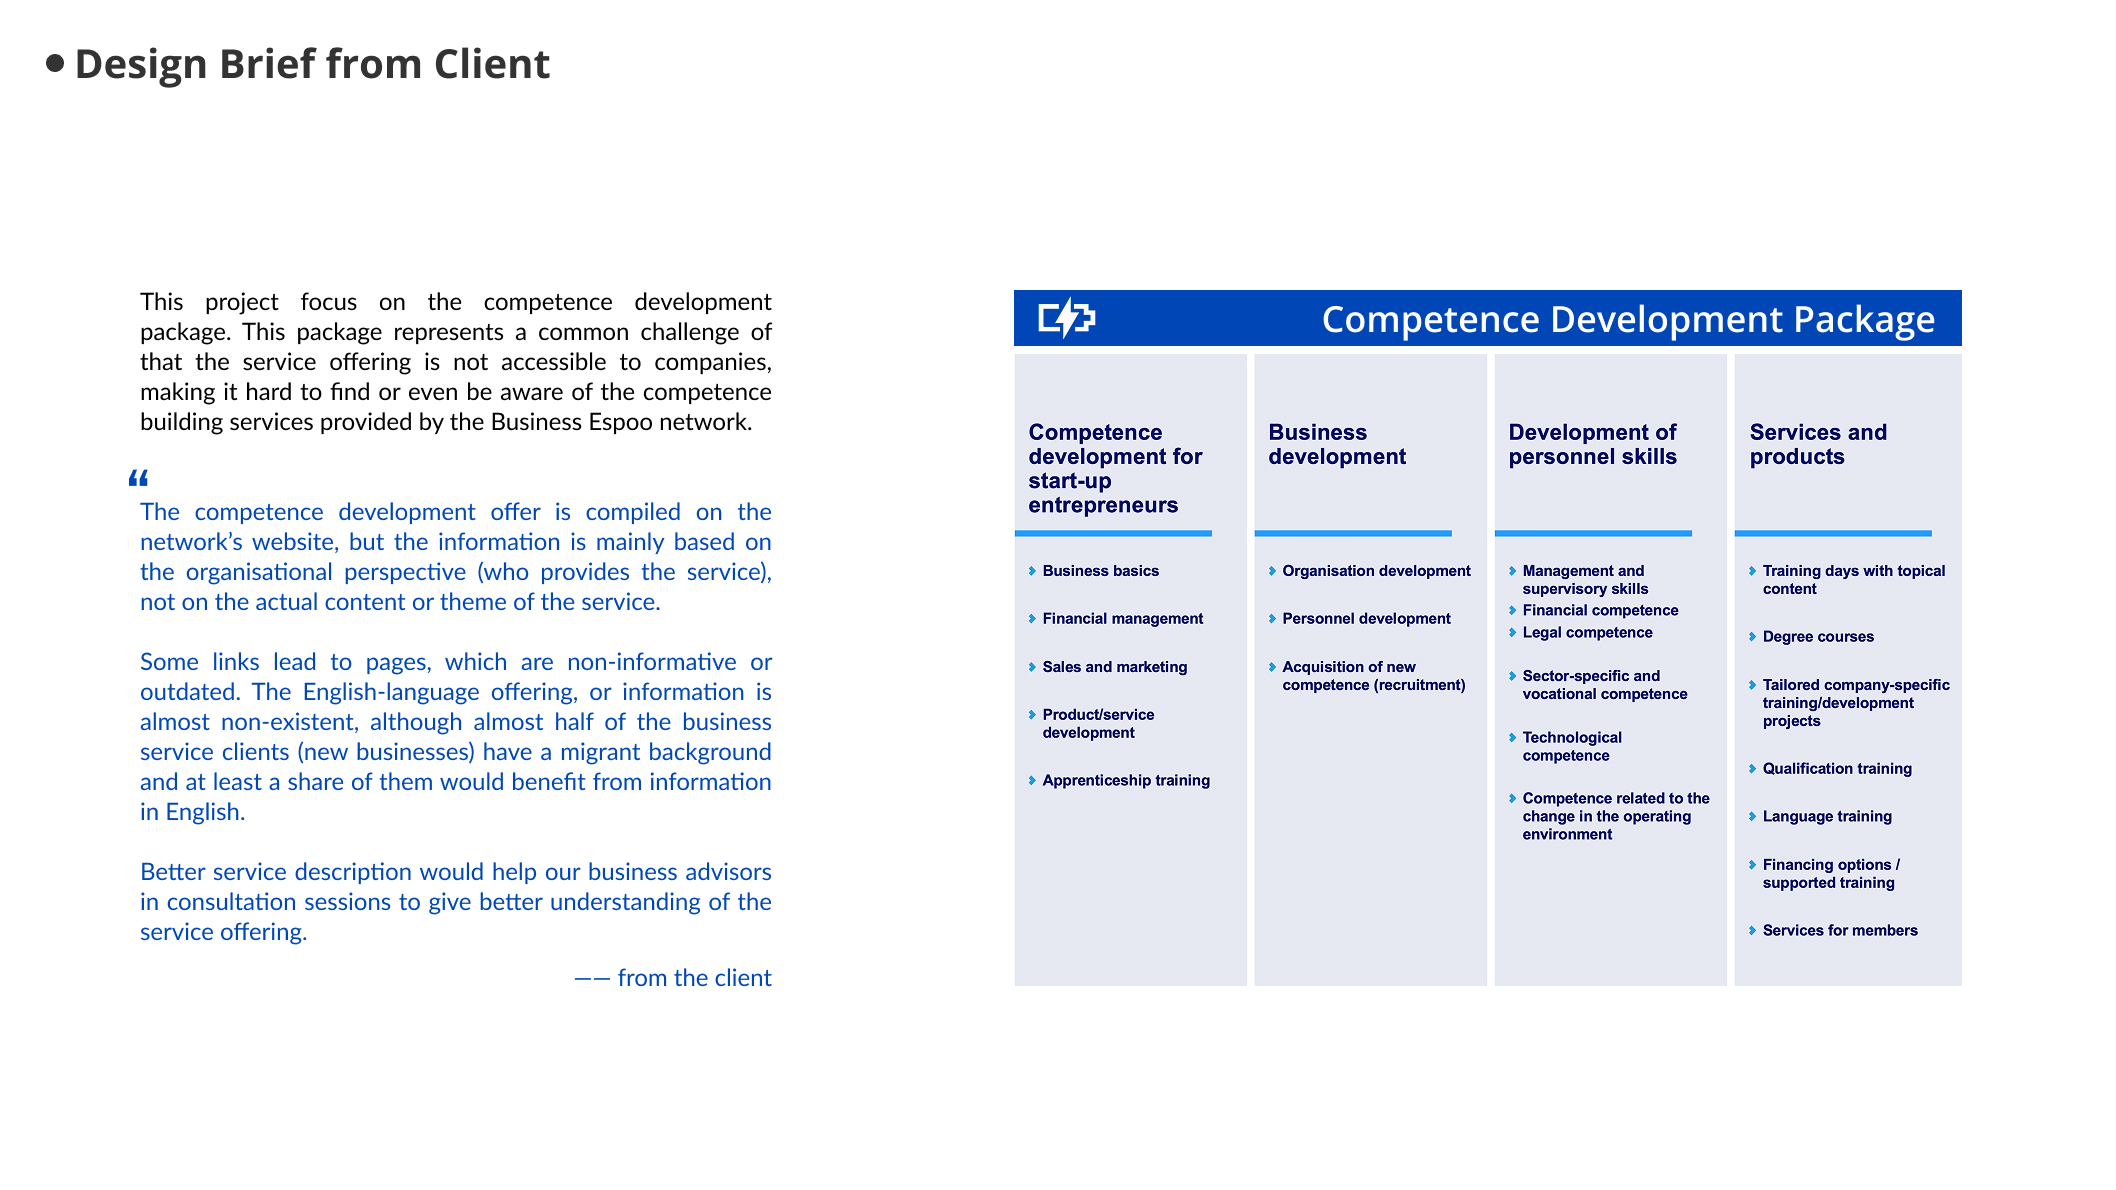 • Design Brief from Client
This project focus on the competence development
package. This package represents a common challenge of
that the service offering is not accessible to companies,
making it hard to find or even be aware of the competence
building services provided by the Business Espoo network.
“
The competence development offer is compiled on the
network’s website, but the information is mainly based on
the organisational perspective (who provides the service),
not on the actual content or theme of the service.
Some links lead to pages, which are non-informative or
outdated. The English-language offering, or information is
almost non-existent, although almost half of the business
service clients (new businesses) have a migrant background
and at least a share of them would benefit from information
in English.
Better service description would help our business advisors
in consultation sessions to give better understanding of the
service offering.
—— from the client
Competence Development Package
Competence
development for
start-up
entrepreneurs
Business basics
Financial management
Sales and marketing
Product/service
development
Apprenticeship training
Business
development
Organisation development
Personnel development
Acquisition of new
competence (recruitment)
Development of
personnel skills
Management and
supervisory skills
Financial competence
Legal competence
Sector-specific and
vocational competence
Technological
competence
Competence related to the
change in the operating
environment
Services and
products
Training days with topical
content
Degree courses
Tailored company-specific
training/development
projects
Qualification training
Language training
Financing options /
supported training
Services for members